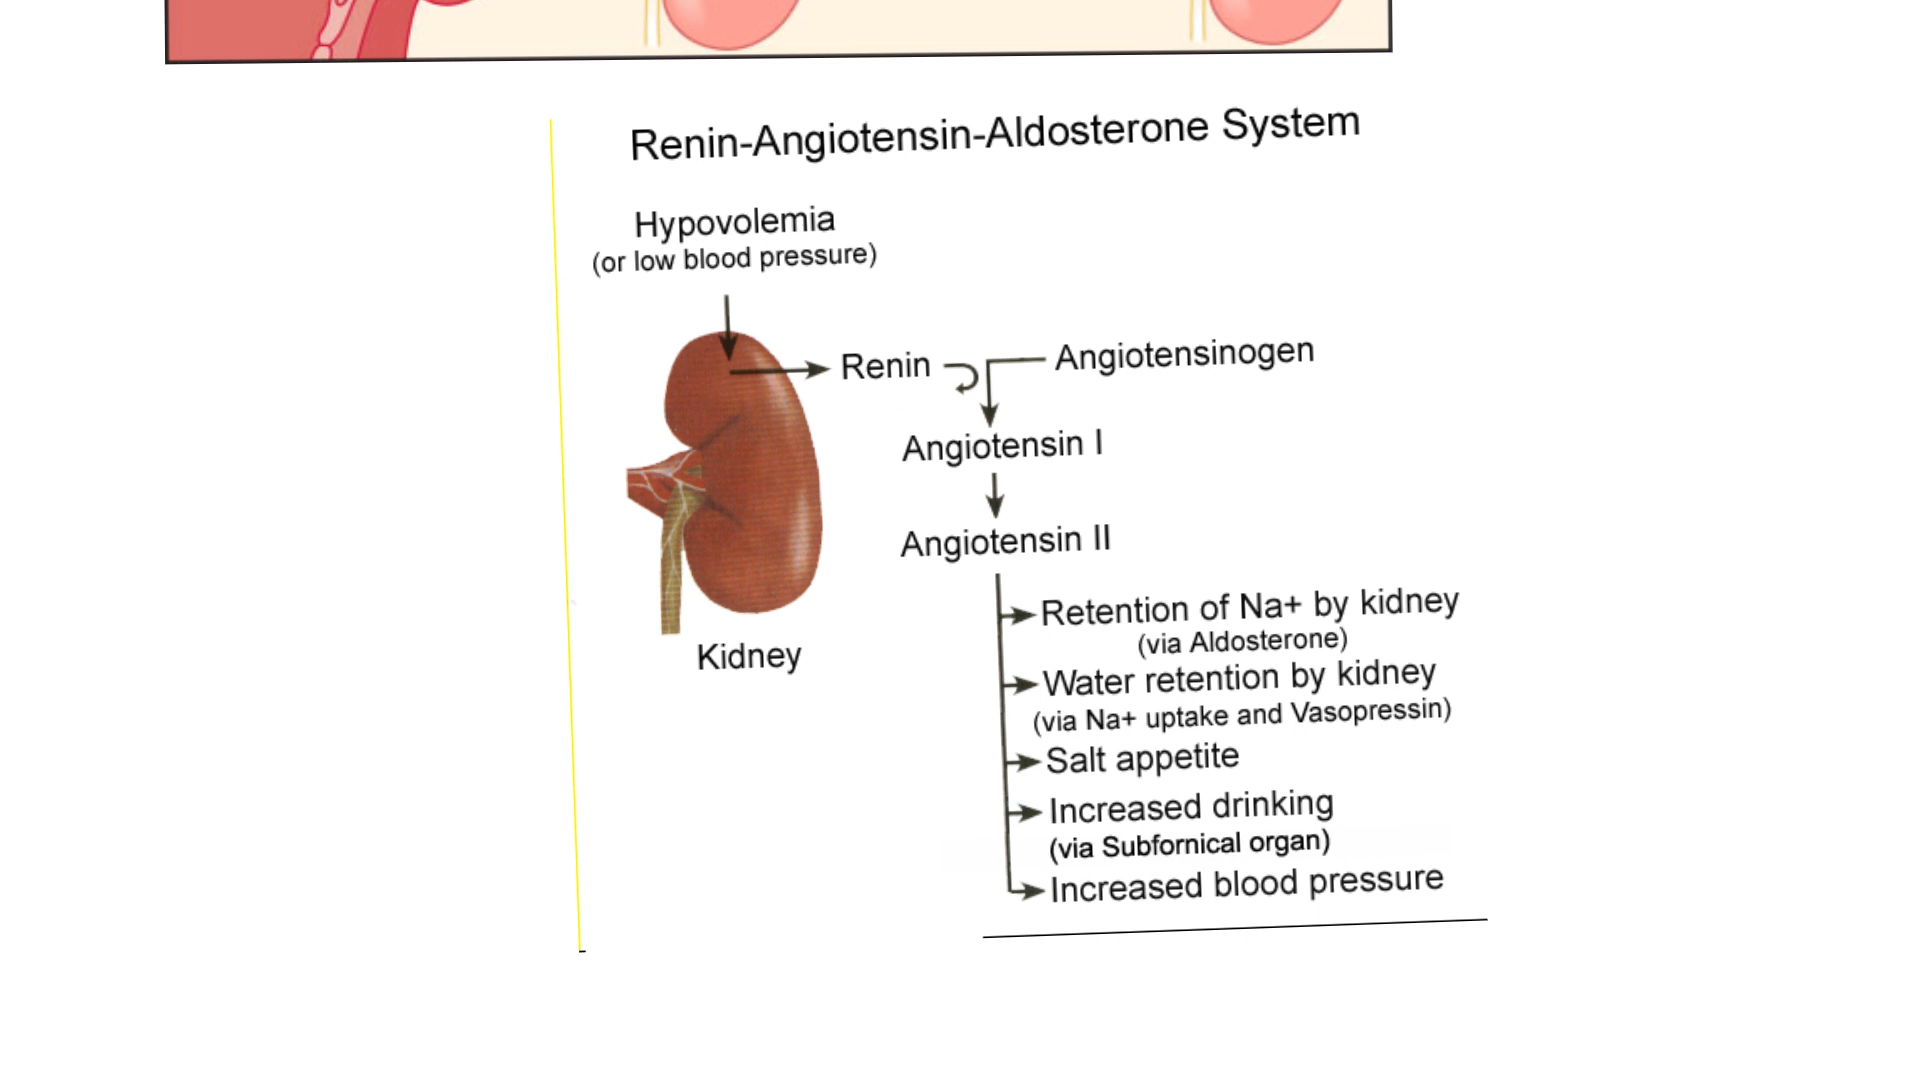 Renin-Angiotensin-Aldosterone System
Hypovolemia
(or low blood pressure)
Renin
Angiotensinogen
Angiotensin I
Angiotensin II
Retention of Na+ by kidney
(via Aldosterone)
Water retention by kidney
(via Na+ uptake and Vasopressin)
Salt appetite
Increased drinking
(via Subfornical organ)
Increased blood pressure
Kidney